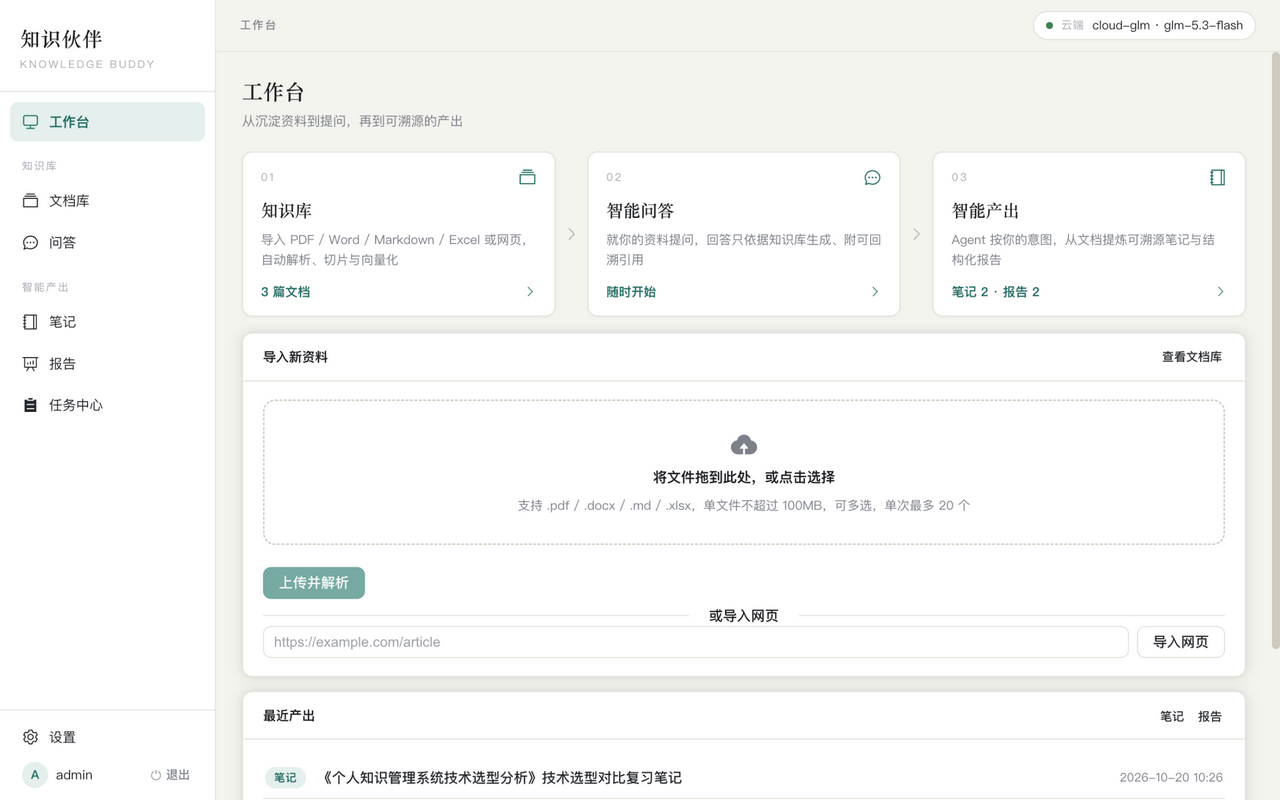 知识伙伴
KNOWLEDGE BUDDY
工作台
知识库
文档库
问答
智能产出
笔记
报告
任务中心
设置
A
admin
退出
工作台
云端 cloud-glm · glm-5.3-flash
工作台
从沉淀资料到提问，再到可溯源的产出
01
知识库
导入 PDF / Word / Markdown / Excel 或网页，
自动解析、切片与向量化
3 篇文档
02
智能问答
就你的资料提问，回答只依据知识库生成、附可回
溯引用
随时开始
03
智能产出
Agent 按你的意图，从文档提炼可溯源笔记与结
构化报告
笔记 2 · 报告 2
导入新资料
查看文档库
将文件拖到此处，或点击选择
支持 .pdf / .docx / .md / .xlsx，单文件不超过 100MB，可多选，单次最多 20 个
上传并解析
或导入网页
https://example.com/article
导入网页
最近产出
笔记 报告
笔记 《个人知识管理系统技术选型分析》技术选型对比复习笔记 2026-10-20 10:26